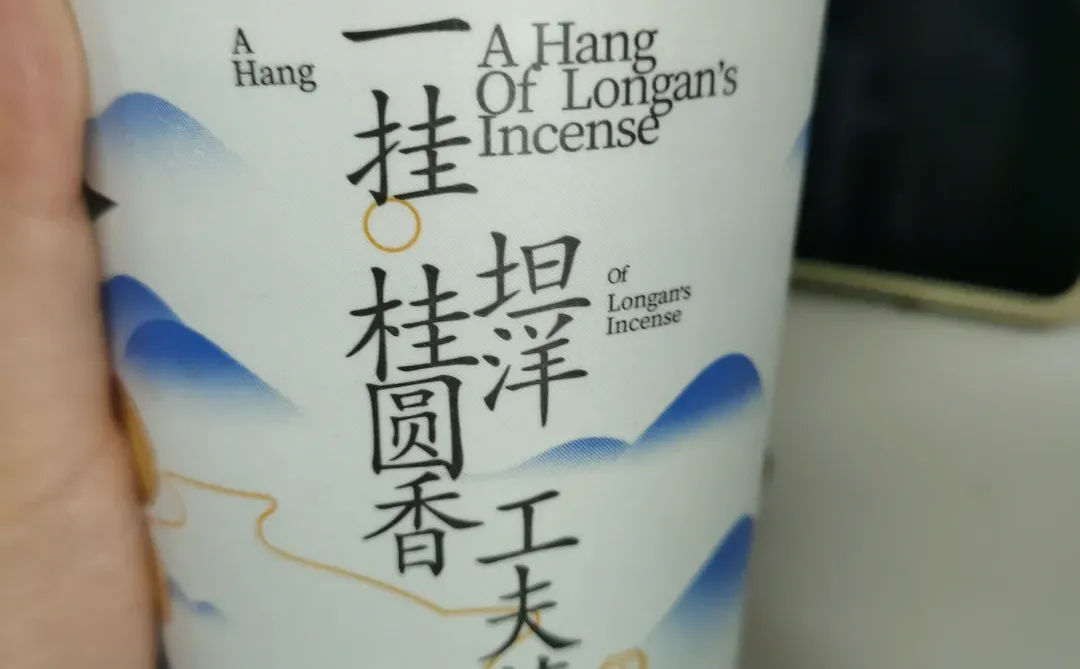 A
Hang
一挂
桂圆香
A Hang
Of Longan's
Incense
坦洋
工夫
Of
Longan's
Incense